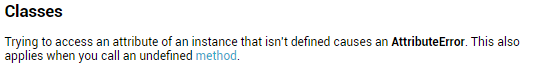 Classes
Trying to access an attribute of an instance that isn't defined causes an AttributeError. This also
applies when you call an undefined method.